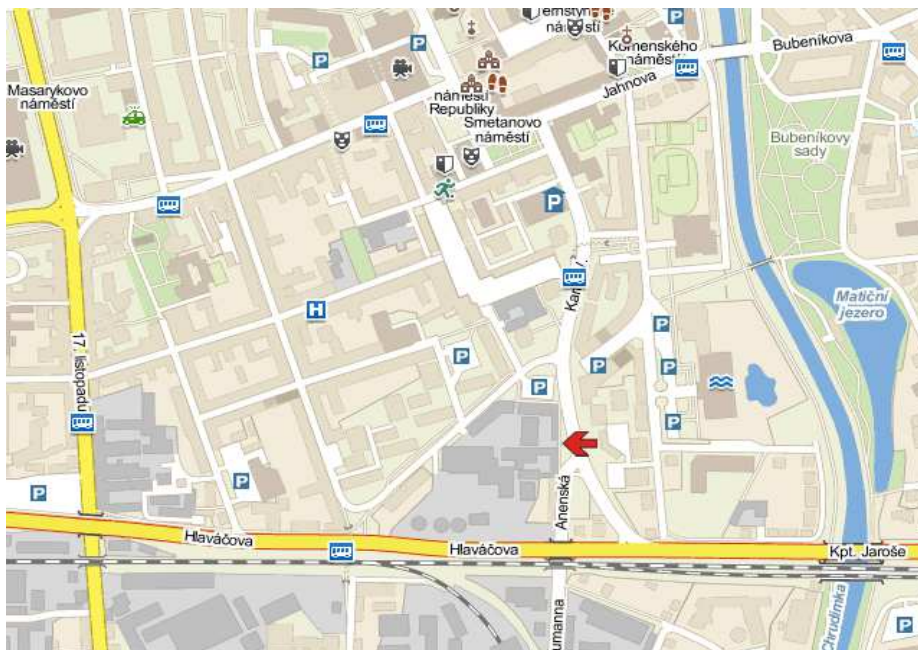 náměstí
Komenského
náměstí
Bubeníkova
Jahnova
Masarykovo
náměstí
náměstí
Republiky
Smetanovo
náměstí
Bubeníkovy
sady
Matiční
jezero
P
P
P
P
H
P
P
P
P
P
P
P
P
P
17. listopadu
Anenská
Hlaváčova
Hlaváčova
Kpt. Jaroše
Chrudimka